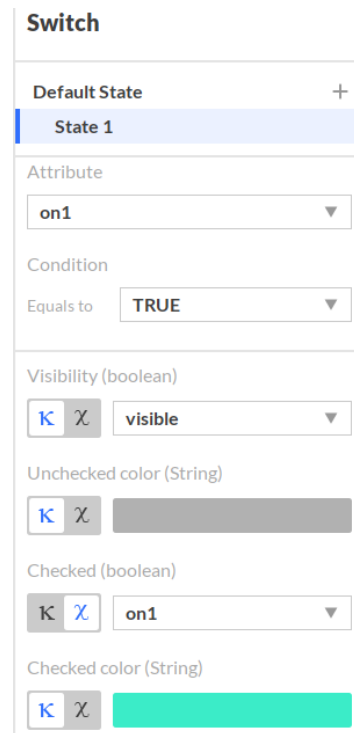 Switch
Default State +
State 1
Attribute
on1
Condition
Equals to TRUE
Visibility (boolean)
κ χ visible
Unchecked color (String)
κ χ
Checked (boolean)
κ χ on1
Checked color (String)
κ χ